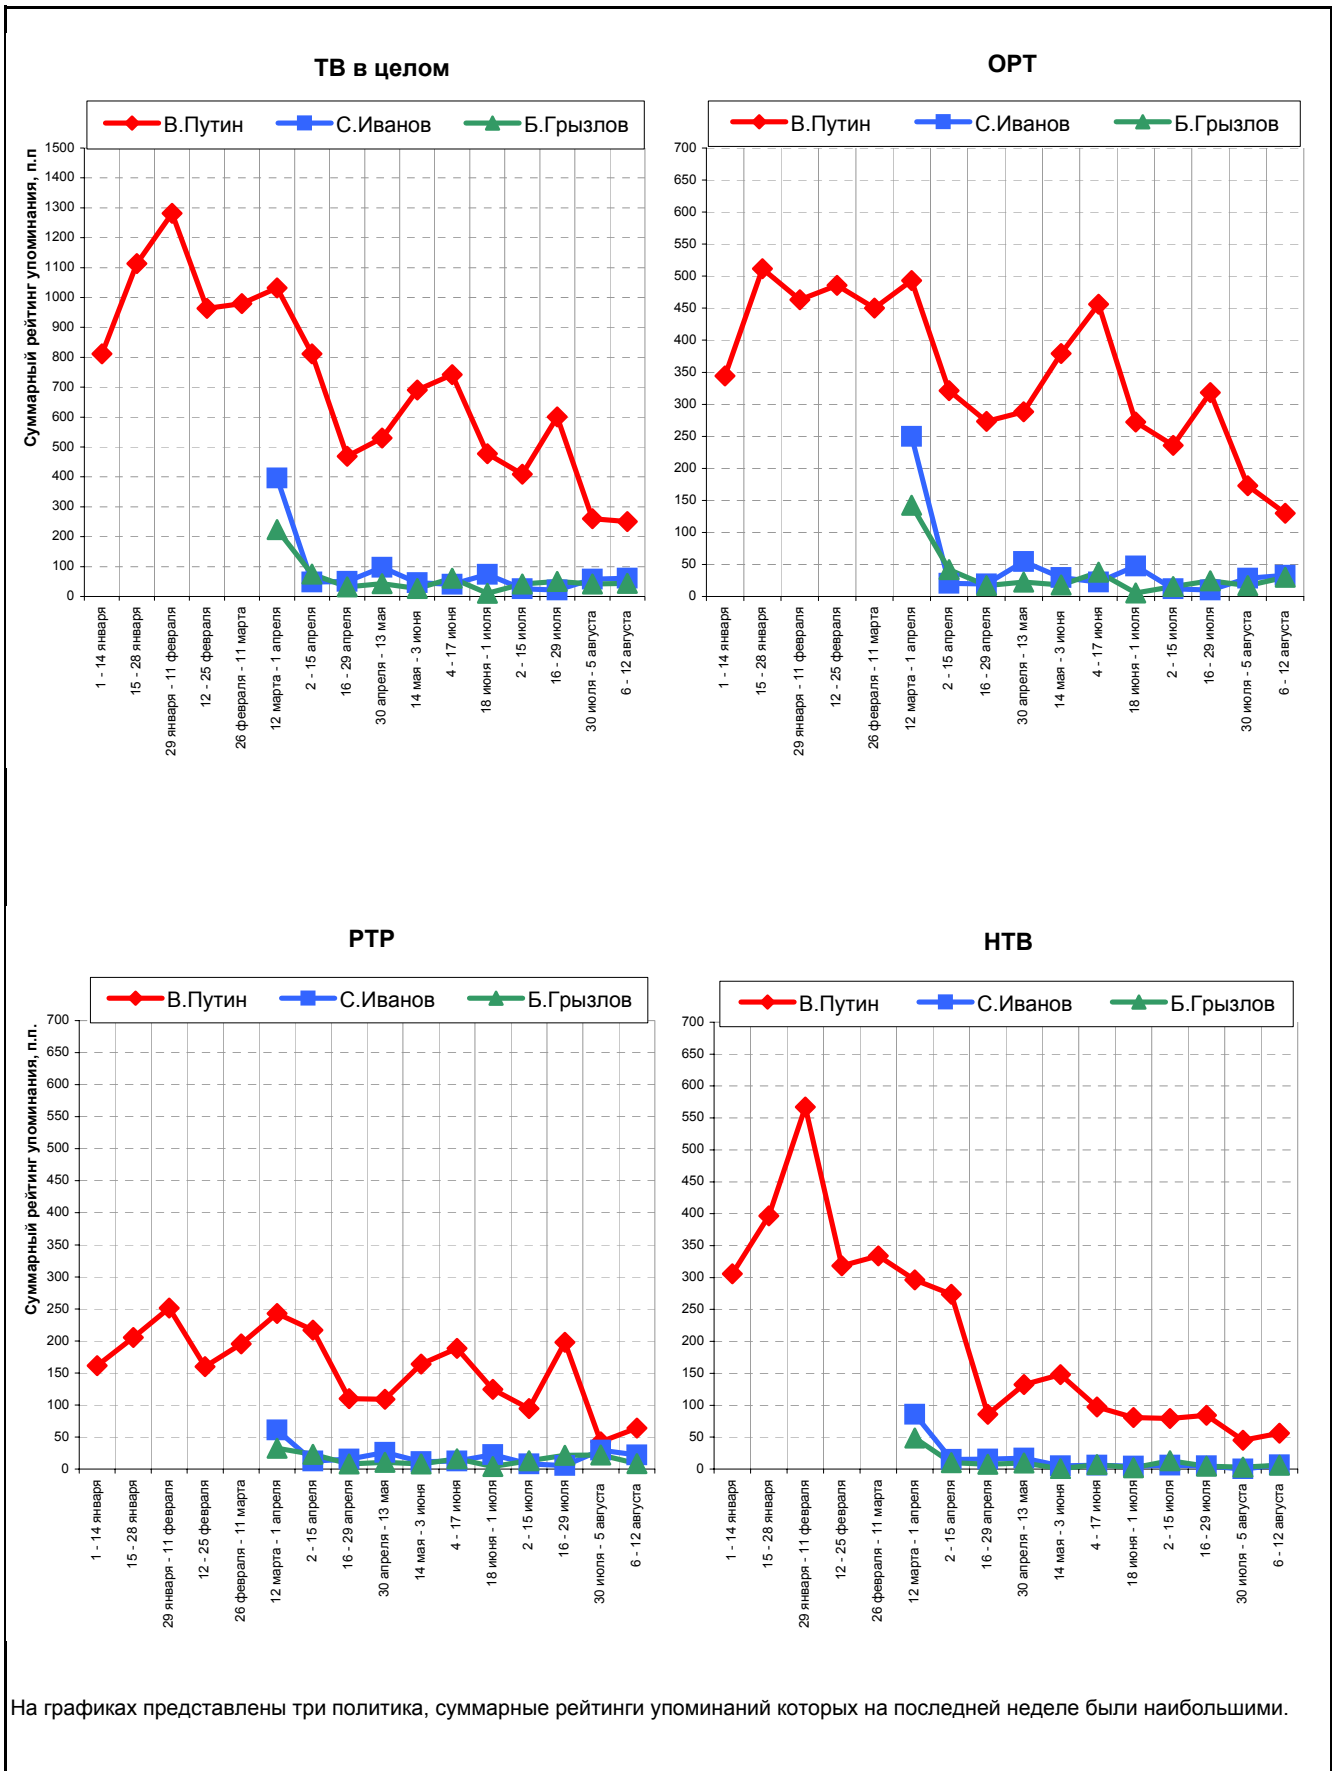 ТВ в целом
В.Путин С.Иванов Б.Грызлов
Суммарный рейтинг упоминания, п.п
1500
1400
1300
1200
1100
1000
900
800
700
600
500
400
300
200
100
0
1 - 14 января
15 - 28 января
29 января - 11 февраля
12 - 25 февраля
26 февраля - 11 марта
12 марта - 1 апреля
2 - 15 апреля
16 - 29 апреля
30 апреля - 13 мая
14 мая - 3 июня
4 - 17 июня
18 июня - 1 июля
2 - 15 июля
16 - 29 июля
30 июля - 5 августа
6 - 12 августа
ОРТ
В.Путин С.Иванов Б.Грызлов
700
650
600
550
500
450
400
350
300
250
200
150
100
50
0
1 - 14 января
15 - 28 января
29 января - 11 февраля
12 - 25 февраля
26 февраля - 11 марта
12 марта - 1 апреля
2 - 15 апреля
16 - 29 апреля
30 апреля - 13 мая
14 мая - 3 июня
4 - 17 июня
18 июня - 1 июля
2 - 15 июля
16 - 29 июля
30 июля - 5 августа
6 - 12 августа
РТР
В.Путин С.Иванов Б.Грызлов
Суммарный рейтинг упоминания, п.п.
700
650
600
550
500
450
400
350
300
250
200
150
100
50
0
1 - 14 января
15 - 28 января
29 января - 11 февраля
12 - 25 февраля
26 февраля - 11 марта
12 марта - 1 апреля
2 - 15 апреля
16 - 29 апреля
30 апреля - 13 мая
14 мая - 3 июня
4 - 17 июня
18 июня - 1 июля
2 - 15 июля
16 - 29 июля
30 июля - 5 августа
6 - 12 августа
НТВ
В.Путин С.Иванов Б.Грызлов
700
650
600
550
500
450
400
350
300
250
200
150
100
50
0
1 - 14 января
15 - 28 января
29 января - 11 февраля
12 - 25 февраля
26 февраля - 11 марта
12 марта - 1 апреля
2 - 15 апреля
16 - 29 апреля
30 апреля - 13 мая
14 мая - 3 июня
4 - 17 июня
18 июня - 1 июля
2 - 15 июля
16 - 29 июля
30 июля - 5 августа
6 - 12 августа
На графиках представлены три политика, суммарные рейтинги упоминаний которых на последней неделе были наибольшими.